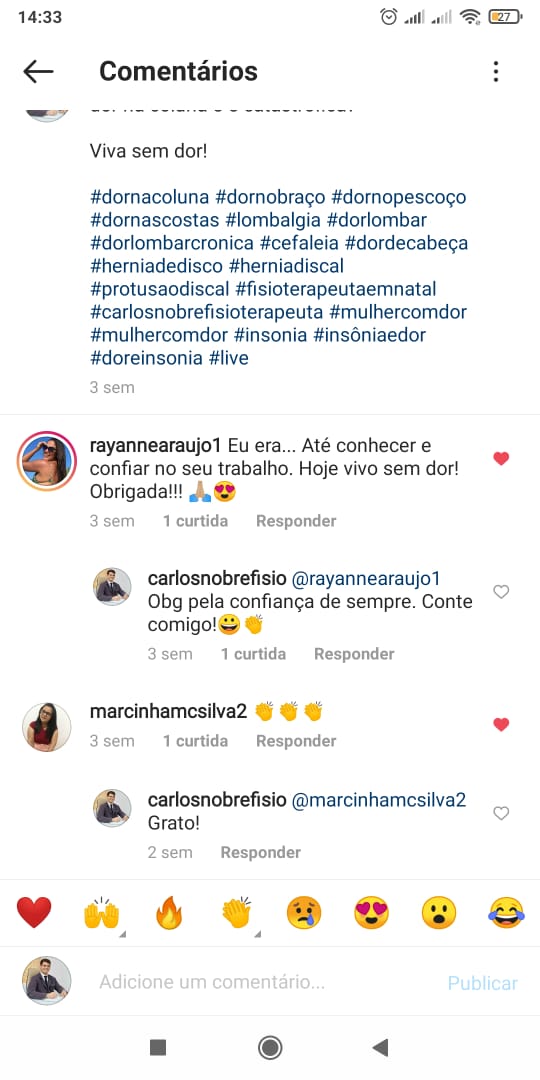 14:33
27
Comentários
Viva sem dor!
#dornacoluna #dornobraço #dornopescoço
#dornascostas #lombalgia #dorlombar
#dorlombarcronica #cefaleia #dordecabeça
#herniadedisco #herniadiscal
#protusaodiscal #fisioterapeutaemnatal
#carlosnobrefisioterapeuta #mulhercomdor
#mulhercomdor #insonia #insôniaedor
#doreinsonia #live
3 sem
rayannearaujo1 Eu era... Até conhecer e
confiar no seu trabalho. Hoje vivo sem dor!
Obrigada!!! 🙏🏼😍
3 sem 1 curtida Responder
carlosnobrefisio @rayannearaujo1
Obg pela confiança de sempre. Conte
comigo!😀👏
3 sem 1 curtida Responder
marcinhamcsilva2 👏👏👏
3 sem 1 curtida Responder
carlosnobrefisio @marcinhamcsilva2
Grato!
2 sem Responder
Adicione um comentário... Publicar